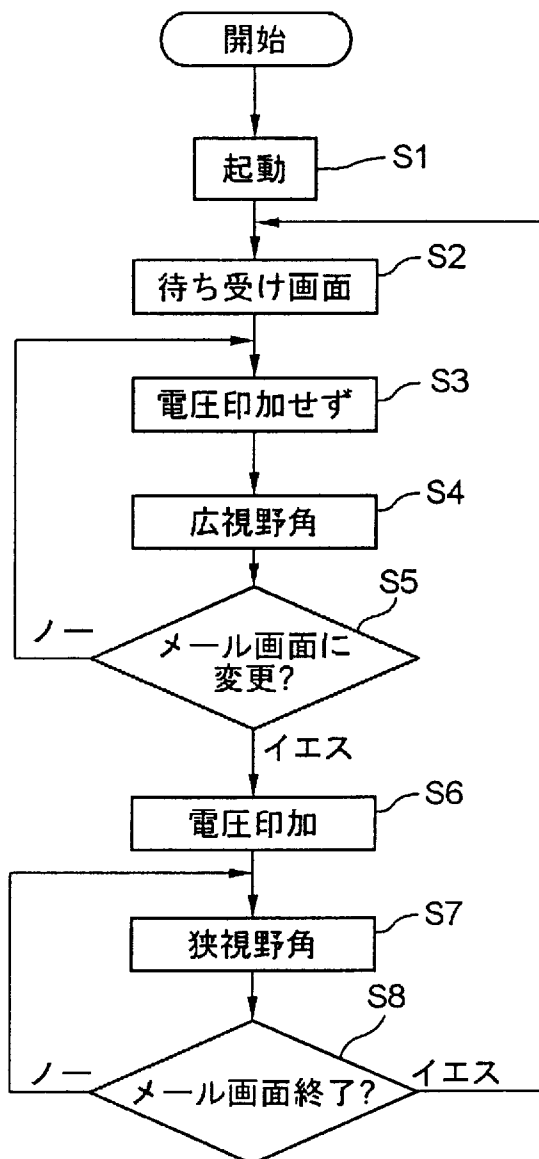 開始
起動
S1
待ち受け画面
S2
電圧印加せず
S3
広視野角
S4
メール画面に
変更?
S5
ノー
イエス
電圧印加
S6
狭視野角
S7
メール画面終了?
S8
ノー
イエス